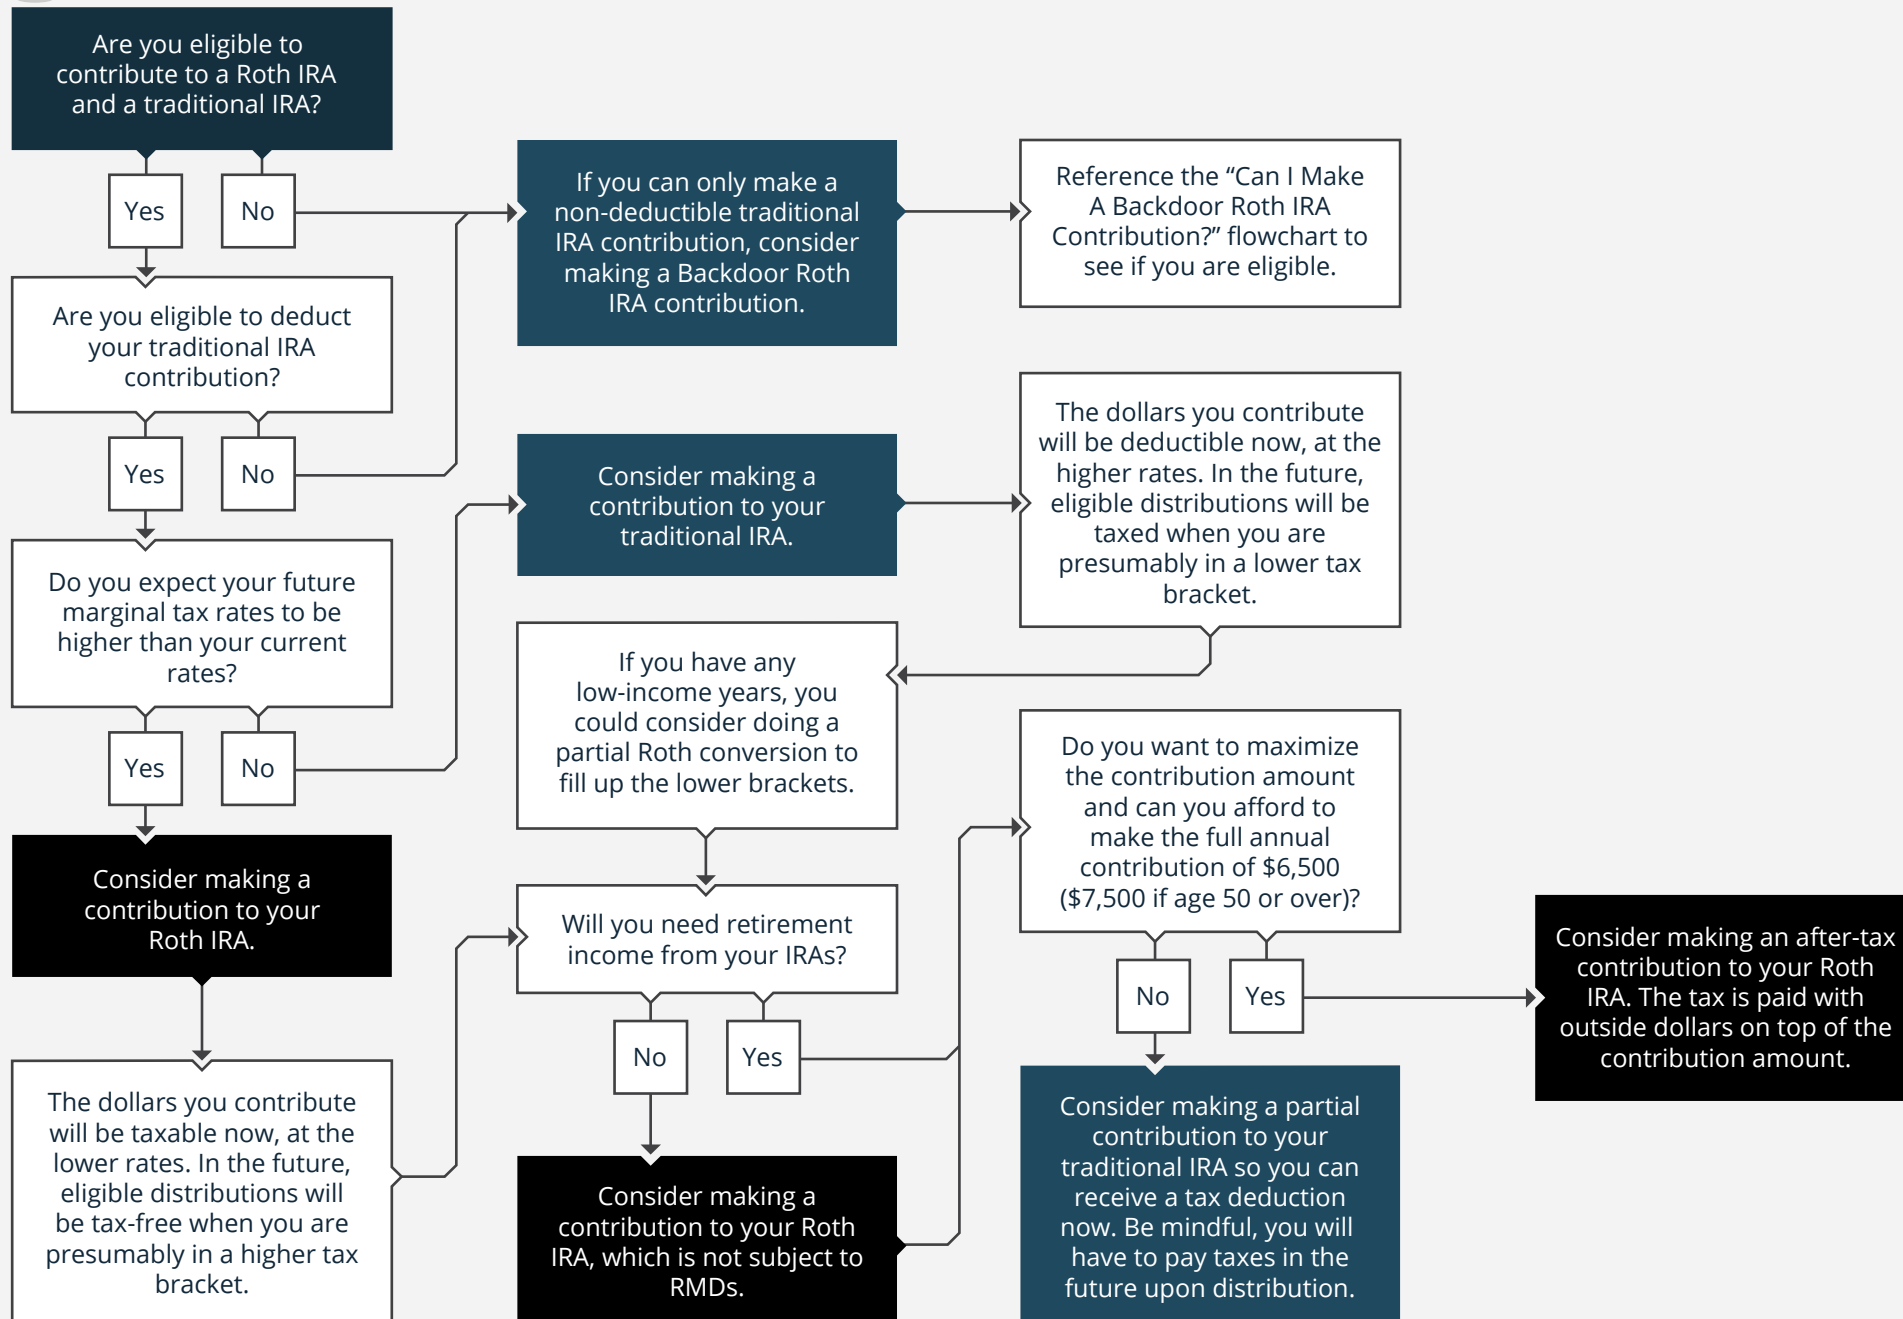 Are you eligible to
contribute to a Roth IRA
and a traditional IRA?
Yes
No
If you can only make a
non-deductible traditional
IRA contribution, consider
making a Backdoor Roth
IRA contribution.
Reference the “Can I Make
A Backdoor Roth IRA
Contribution?” flowchart to
see if you are eligible.
Are you eligible to deduct
your traditional IRA
contribution?
Yes
No
Consider making a
contribution to your
traditional IRA.
The dollars you contribute
will be deductible now, at the
higher rates. In the future,
eligible distributions will be
taxed when you are
presumably in a lower tax
bracket.
Do you expect your future
marginal tax rates to be
higher than your current
rates?
Yes
No
If you have any
low-income years, you
could consider doing a
partial Roth conversion to
fill up the lower brackets.
Do you want to maximize
the contribution amount
and can you afford to
make the full annual
contribution of $6,500
($7,500 if age 50 or over)?
Consider making a
contribution to your
Roth IRA.
Will you need retirement
income from your IRAs?
No
Yes
No
Yes
Consider making an after-tax
contribution to your Roth
IRA. The tax is paid with
outside dollars on top of the
contribution amount.
The dollars you contribute
will be taxable now, at the
lower rates. In the future,
eligible distributions will
be tax-free when you are
presumably in a higher tax
bracket.
Consider making a
contribution to your Roth
IRA, which is not subject to
RMDs.
Consider making a partial
contribution to your
traditional IRA so you can
receive a tax deduction
now. Be mindful, you will
have to pay taxes in the
future upon distribution.